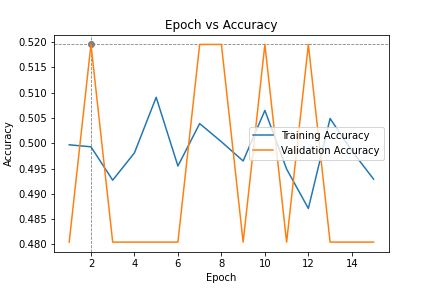 Epoch vs Accuracy
0.520
0.515
0.510
0.505
0.500
0.495
0.490
0.485
0.480
Accuracy
Training Accuracy
Validation Accuracy
2 4 6 8 10 12 14
Epoch